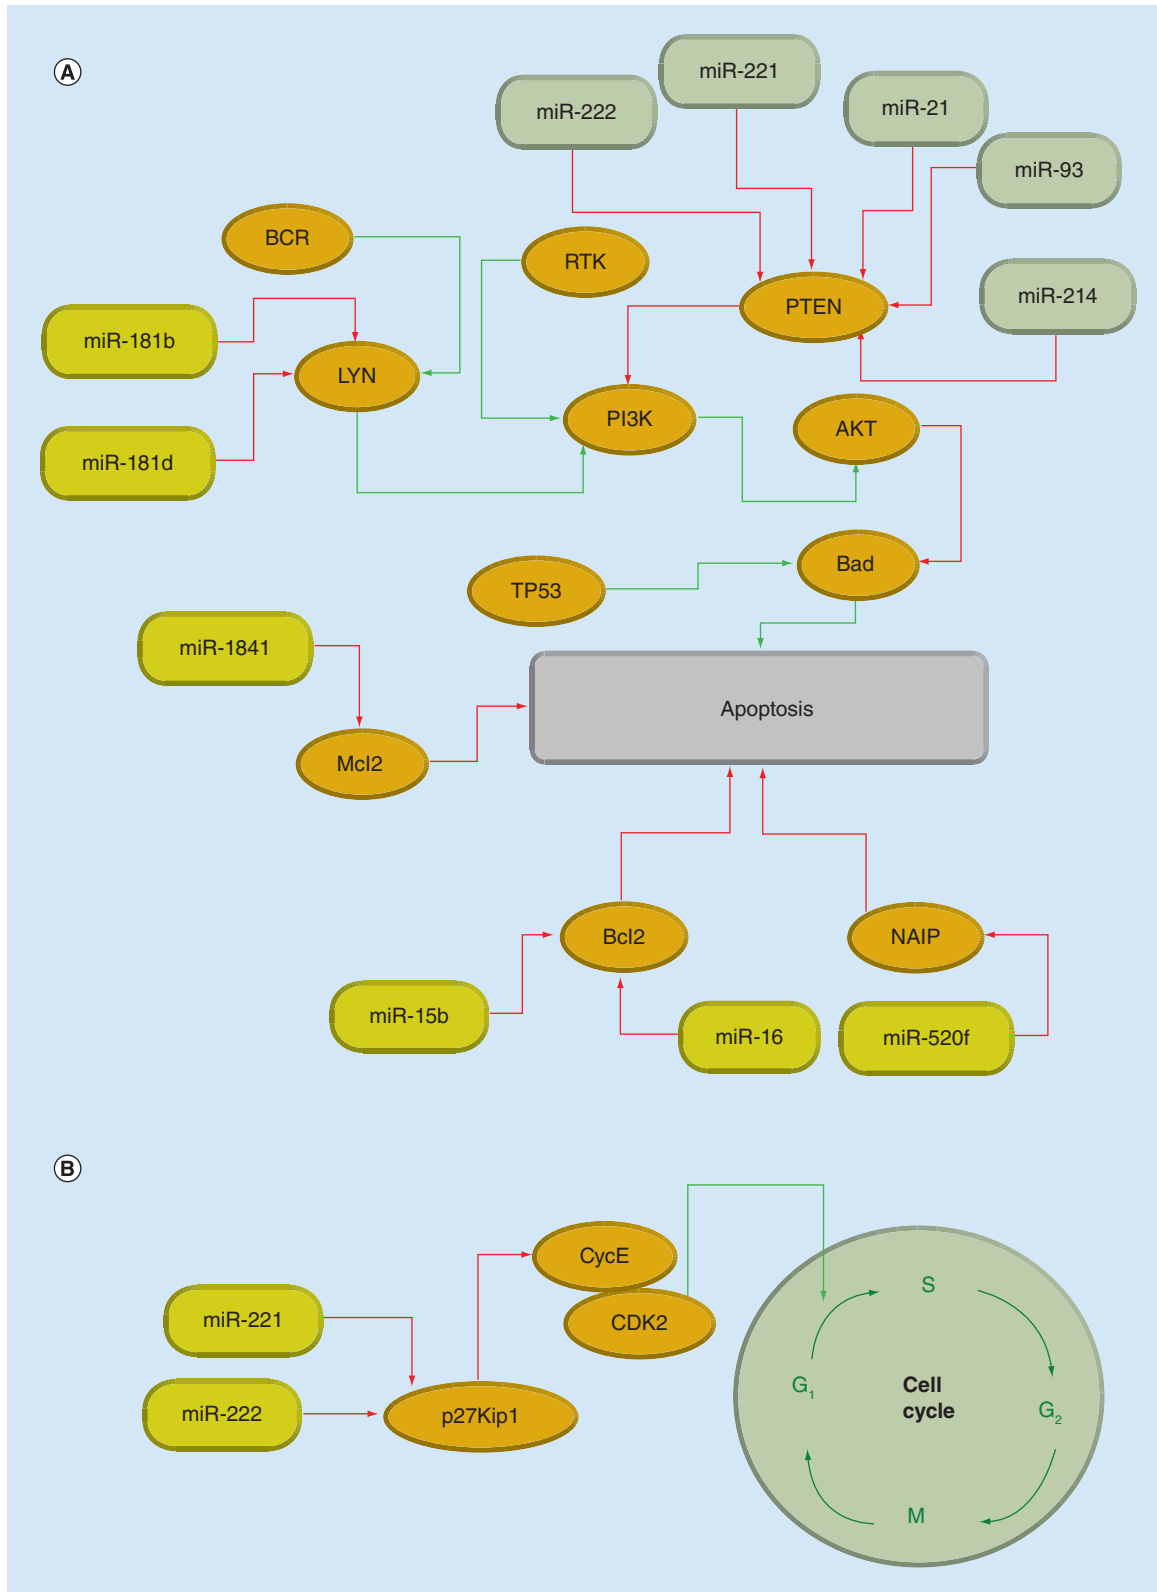 A
miR-221
miR-222
miR-21
miR-93
BCR
RTK
miR-214
PTEN
miR-181b
LYN
PI3K
AKT
miR-181d
Bad
TP53
miR-1841
Apoptosis
Mcl2
Bcl2
NAIP
miR-15b
miR-16
miR-520f
B
CycE
S
miR-221
CDK2
G1
Cell
cycle
G2
miR-222
p27Kip1
M